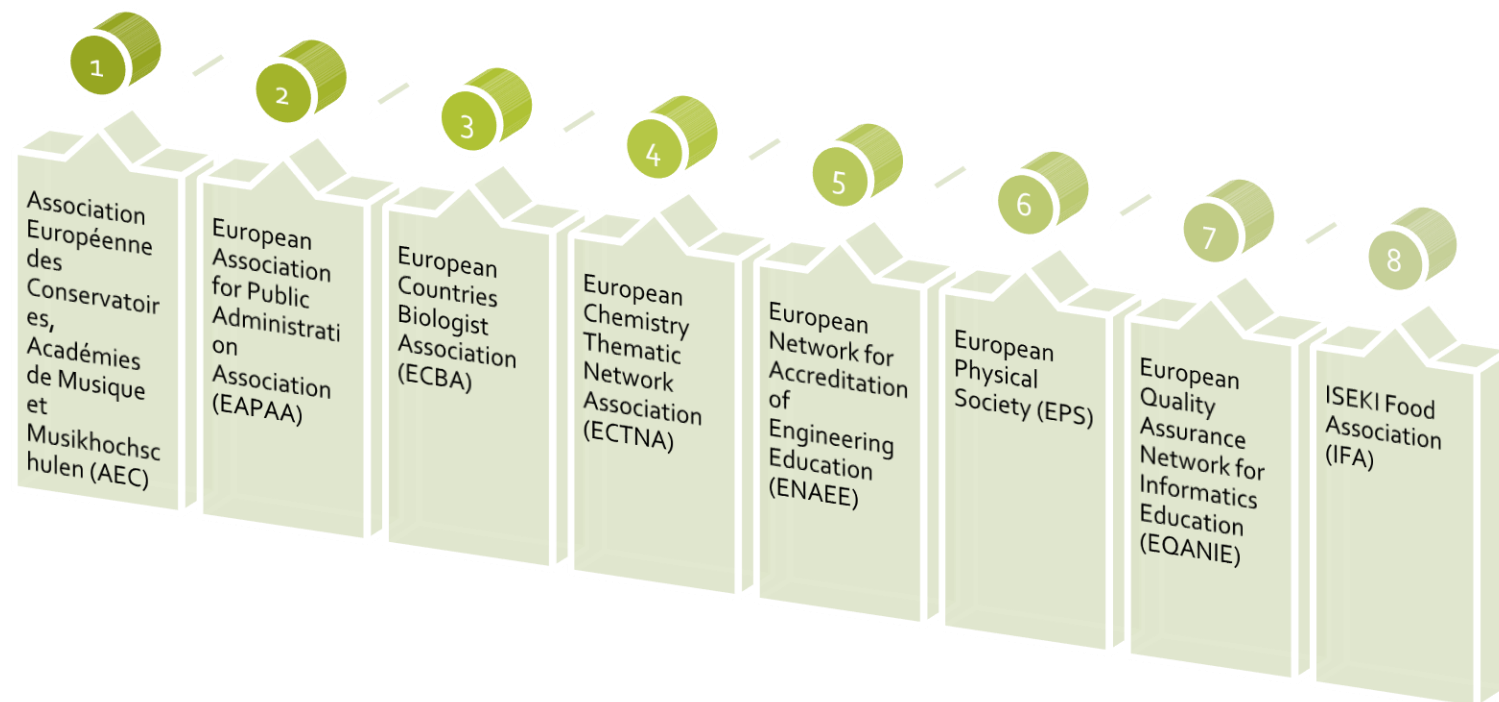 1
Association
Européenne
des
Conservatoir
es,
Académies
de Musique
et
Musikhochsc
hulen (AEC)
2
European
Association
for Public
Administrati
on
Association
(EAPAA)
3
European
Countries
Biologist
Association
(ECBA)
4
European
Chemistry
Thematic
Network
Association
(ECTNA)
5
European
Network for
Accreditation
of
Engineering
Education
(ENAEE)
6
European
Physical
Society (EPS)
7
European
Quality
Assurance
Network for
Informatics
Education
(EQANIE)
8
ISEKI Food
Association
(IFA)